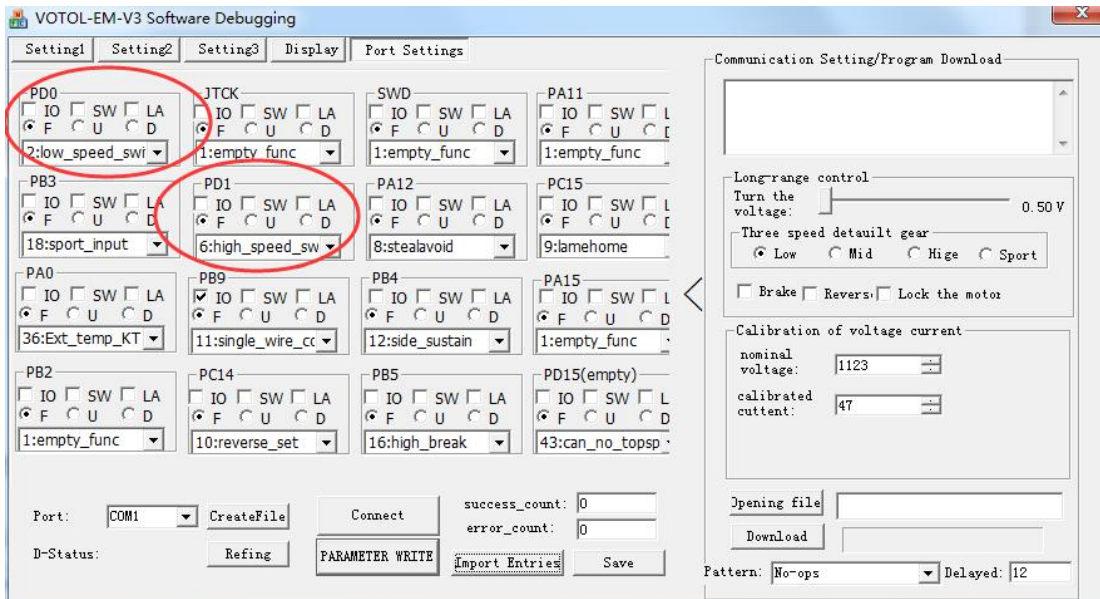 VOTOL-EM-V3 Software Debugging
Setting1 Setting2 Setting3 Display Port Settings
PD0
IO SW LA
F U D
2:low_speed_swi
JTCK
IO SW LA
F U D
1:empty_func
SWD
IO SW LA
F U D
1:empty_func
PA11
IO SW L
F U D
1:empty_func
PB3
IO SW LA
F U D
18:sport_input
PD1
IO SW LA
F U D
6:high_speed_sw
PA12
IO SW LA
F U D
8:stealavoid
PC15
IO SW L
F U D
9:lamehome
PA0
IO SW LA
F U D
36:Ext_temp_KT
PB9
IO SW LA
F U D
11:single_wire_cc
PB4
IO SW LA
F U D
12:side_sustain
PA15
IO SW L
F U D
1:empty_func
PB2
IO SW LA
F U D
1:empty_func
PC14
IO SW LA
F U D
10:reverse_set
PB5
IO SW LA
F U D
16:high_break
PD15(empty)
IO SW L
F U D
43:can_no_topsp
Port: COM1 CreateFile Connect
success_count: 0
error_count: 0
D-Status: Refing PARAMETER WRITE Import Entries Save
Communication Setting/Program Download
Long-range control
Turn the
voltage: 0.50 V
Three speed detauilt gear
Low Mid Hige Sport
Brake Revers Lock the motor
Calibration of voltage current
nominal
voltage: 1123
calibrated
cuttent: 47
Opening file
Download
Pattern: No-ops Delayed: 12